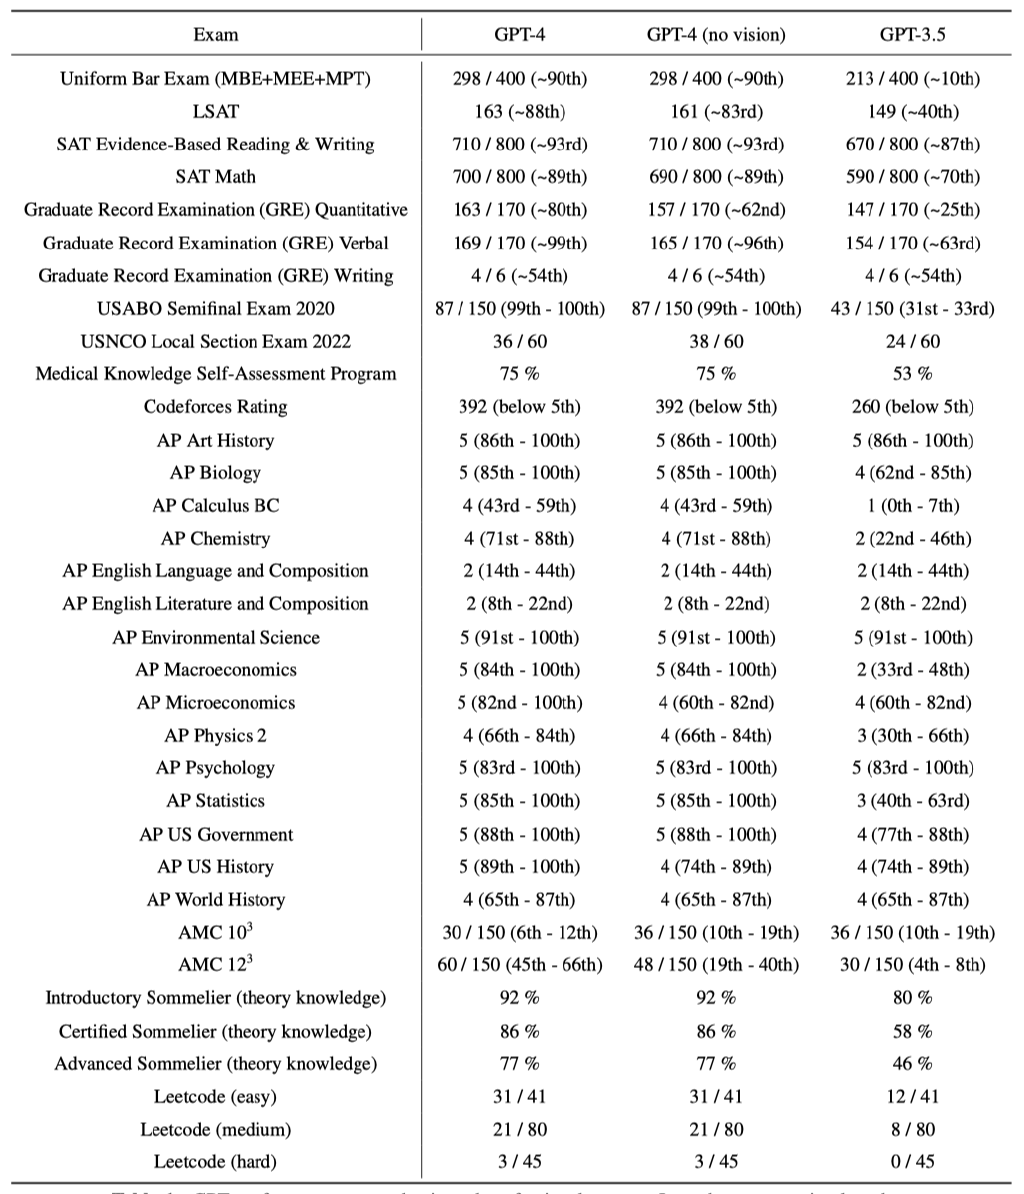 Exam GPT-4 GPT-4 (no vision) GPT-3.5
Uniform Bar Exam (MBE+MEE+MPT) 298 / 400 (~90th) 298 / 400 (~90th) 213 / 400 (~10th)
LSAT 163 (~88th) 161 (~83rd) 149 (~40th)
SAT Evidence-Based Reading & Writing 710 / 800 (~93rd) 710 / 800 (~93rd) 670 / 800 (~87th)
SAT Math 700 / 800 (~89th) 690 / 800 (~89th) 590 / 800 (~70th)
Graduate Record Examination (GRE) Quantitative 163 / 170 (~80th) 157 / 170 (~62nd) 147 / 170 (~25th)
Graduate Record Examination (GRE) Verbal 169 / 170 (~99th) 165 / 170 (~96th) 154 / 170 (~63rd)
Graduate Record Examination (GRE) Writing 4 / 6 (~54th) 4 / 6 (~54th) 4 / 6 (~54th)
USABO Semifinal Exam 2020 87 / 150 (99th - 100th) 87 / 150 (99th - 100th) 43 / 150 (31st - 33rd)
USNCO Local Section Exam 2022 36 / 60 38 / 60 24 / 60
Medical Knowledge Self-Assessment Program 75 % 75 % 53 %
Codeforces Rating 392 (below 5th) 392 (below 5th) 260 (below 5th)
AP Art History 5 (86th - 100th) 5 (86th - 100th) 5 (86th - 100th)
AP Biology 5 (85th - 100th) 5 (85th - 100th) 4 (62nd - 85th)
AP Calculus BC 4 (43rd - 59th) 4 (43rd - 59th) 1 (0th - 7th)
AP Chemistry 4 (71st - 88th) 4 (71st - 88th) 2 (22nd - 46th)
AP English Language and Composition 2 (14th - 44th) 2 (14th - 44th) 2 (14th - 44th)
AP English Literature and Composition 2 (8th - 22nd) 2 (8th - 22nd) 2 (8th - 22nd)
AP Environmental Science 5 (91st - 100th) 5 (91st - 100th) 5 (91st - 100th)
AP Macroeconomics 5 (84th - 100th) 5 (84th - 100th) 2 (33rd - 48th)
AP Microeconomics 5 (82nd - 100th) 4 (60th - 82nd) 4 (60th - 82nd)
AP Physics 2 4 (66th - 84th) 4 (66th - 84th) 3 (30th - 66th)
AP Psychology 5 (83rd - 100th) 5 (83rd - 100th) 5 (83rd - 100th)
AP Statistics 5 (85th - 100th) 5 (85th - 100th) 3 (40th - 63rd)
AP US Government 5 (88th - 100th) 5 (88th - 100th) 4 (77th - 88th)
AP US History 5 (89th - 100th) 4 (74th - 89th) 4 (74th - 89th)
AP World History 4 (65th - 87th) 4 (65th - 87th) 4 (65th - 87th)
AMC 10³ 30 / 150 (6th - 12th) 36 / 150 (10th - 19th) 36 / 150 (10th - 19th)
AMC 12³ 60 / 150 (45th - 66th) 48 / 150 (19th - 40th) 30 / 150 (4th - 8th)
Introductory Sommelier (theory knowledge) 92 % 92 % 80 %
Certified Sommelier (theory knowledge) 86 % 86 % 58 %
Advanced Sommelier (theory knowledge) 77 % 77 % 46 %
Leetcode (easy) 31 / 41 31 / 41 12 / 41
Leetcode (medium) 21 / 80 21 / 80 8 / 80
Leetcode (hard) 3 / 45 3 / 45 0 / 45